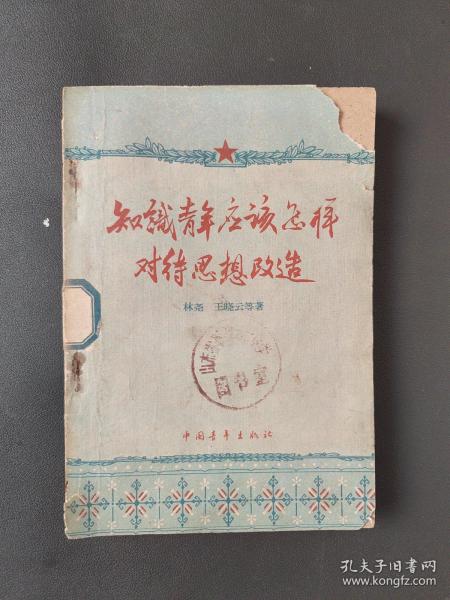 知識青年应该怎样
对待思想改造
林尧 王晓云等著
图书室
中国青年出版社
孔夫子旧书网
www.kongfz.com